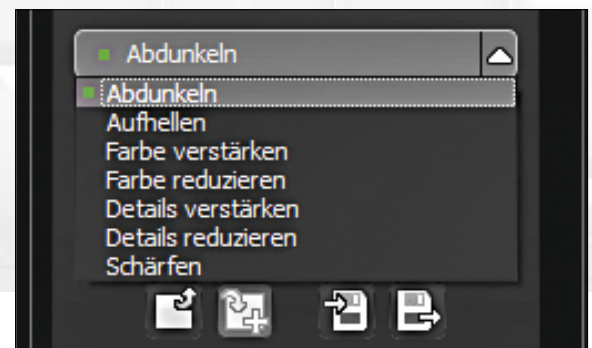 Abdunkeln
Abdunkeln
Aufhellen
Farbe verstärken
Farbe reduzieren
Details verstärken
Details reduzieren
Schärfen